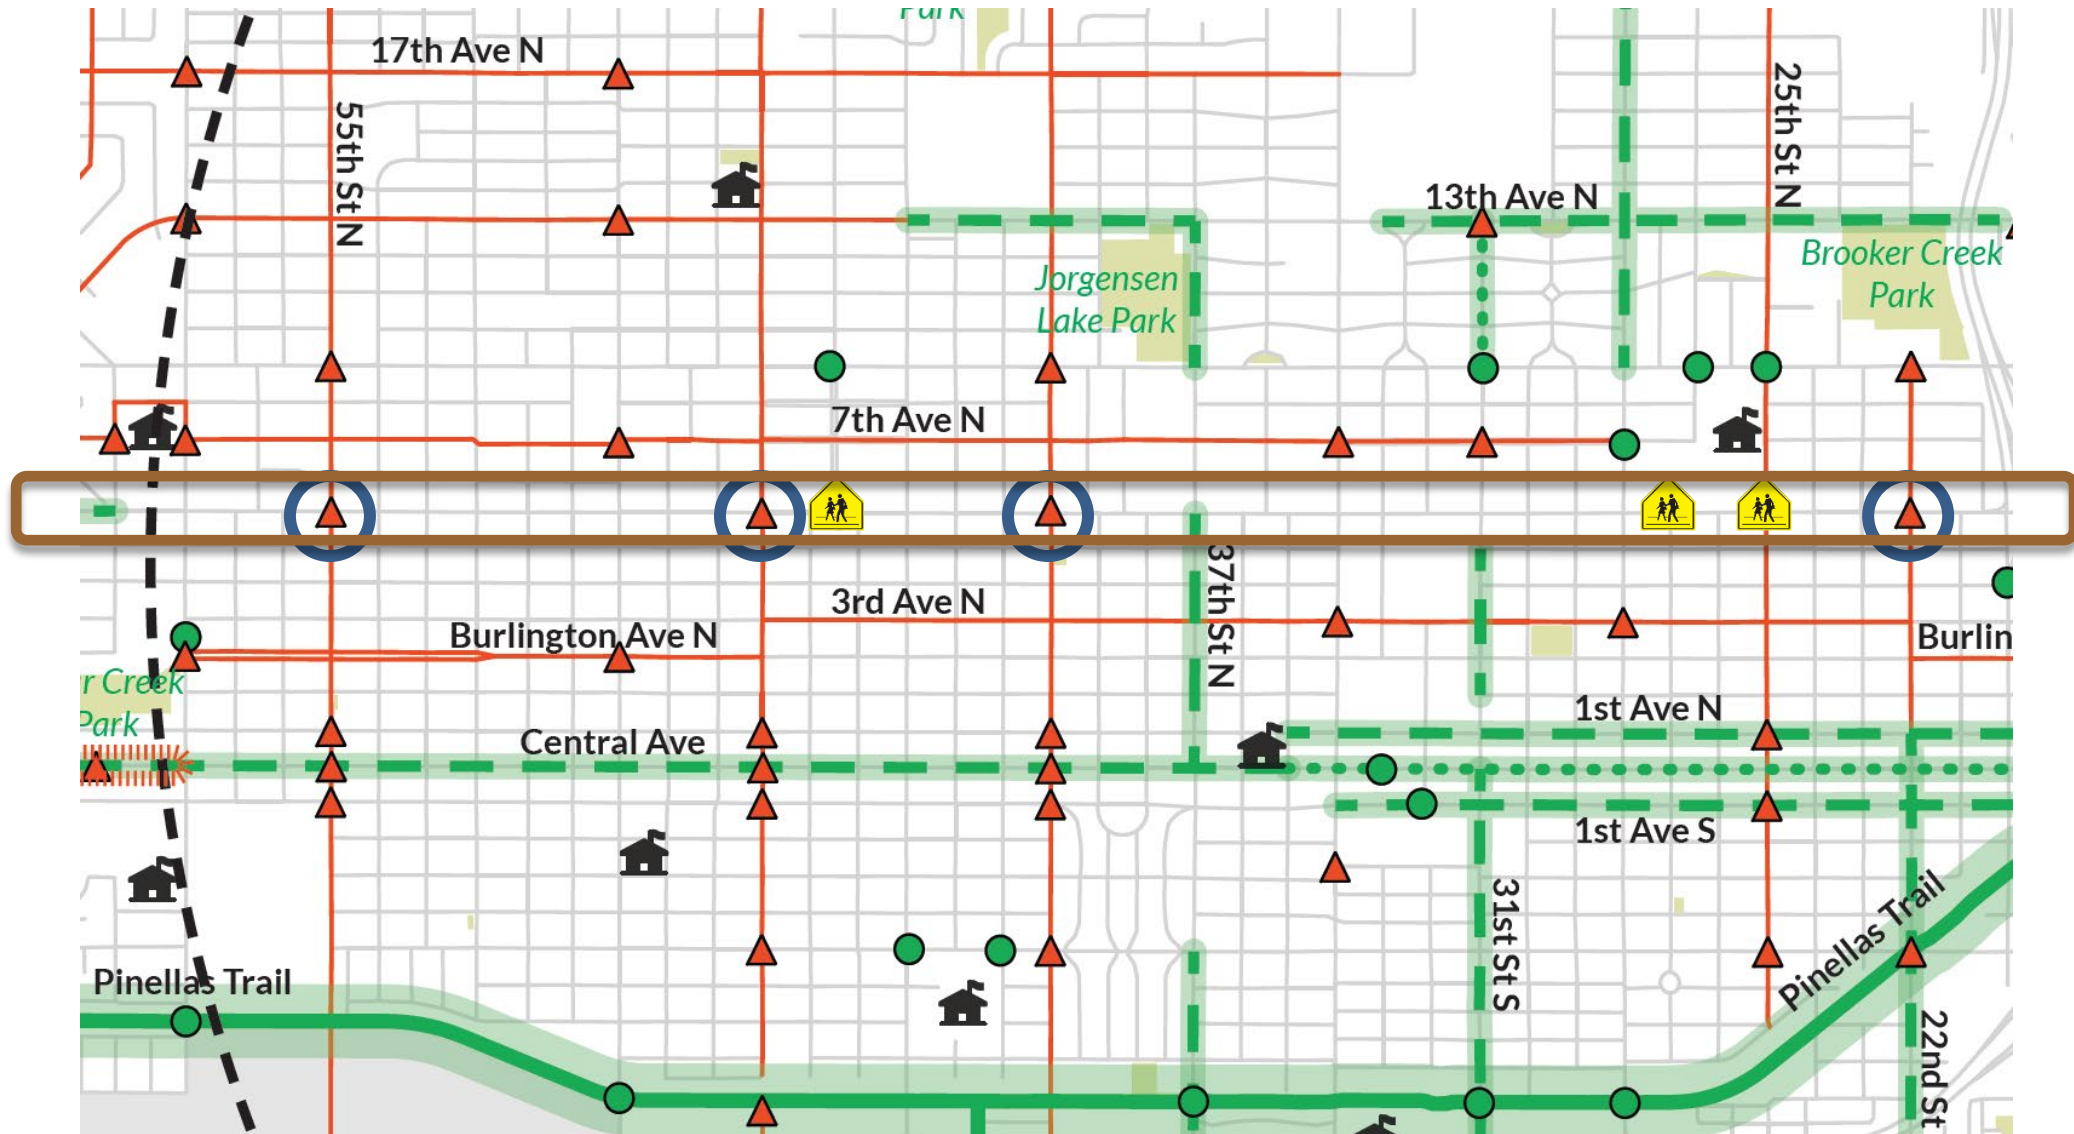 Park
17th Ave N
55th St N
25th St N
13th Ave N
Brooker Creek
Park
Jorgensen
Lake Park
7th Ave N
37th St N
3rd Ave N
Burlington Ave N
Burlin
r Creek
Park
1st Ave N
Central Ave
1st Ave S
31st St S
Pinellas Trail
Pinellas Trail
22nd St